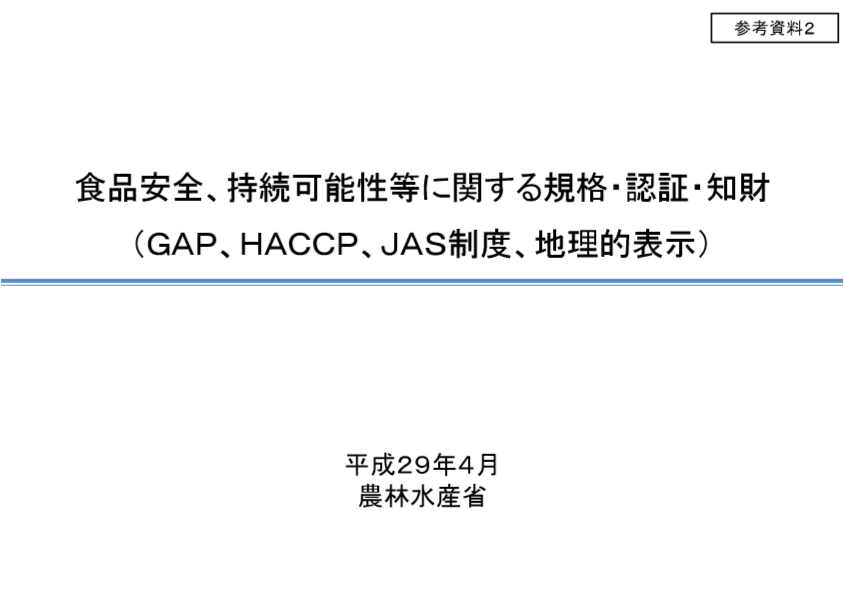 参考資料2
食品安全、持続可能性等に関する規格・認証・知財
（GAP、HACCP、JAS制度、地理的表示）
平成29年4月
農林水産省